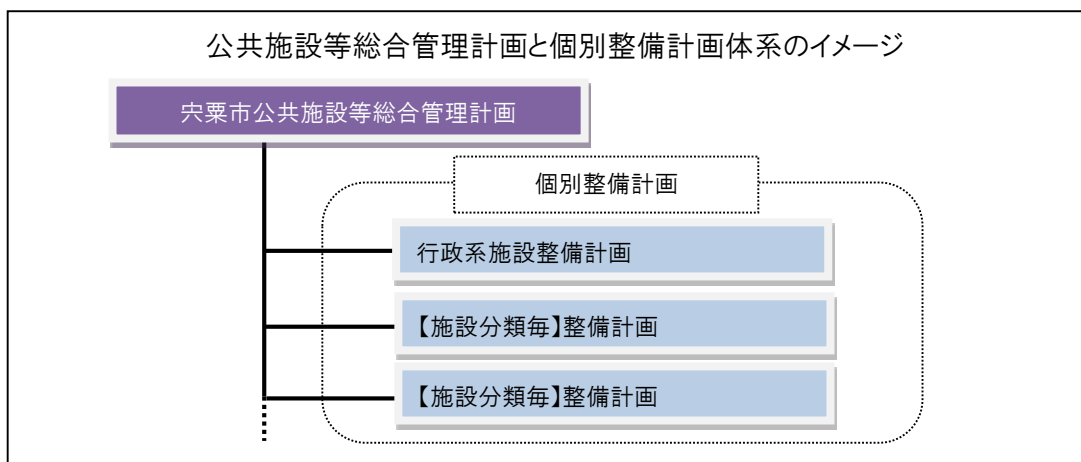 公共施設等総合管理計画と個別整備計画体系のイメージ
宍粟市公共施設等総合管理計画
個別整備計画
行政系施設整備計画
【施設分類毎】整備計画
【施設分類毎】整備計画